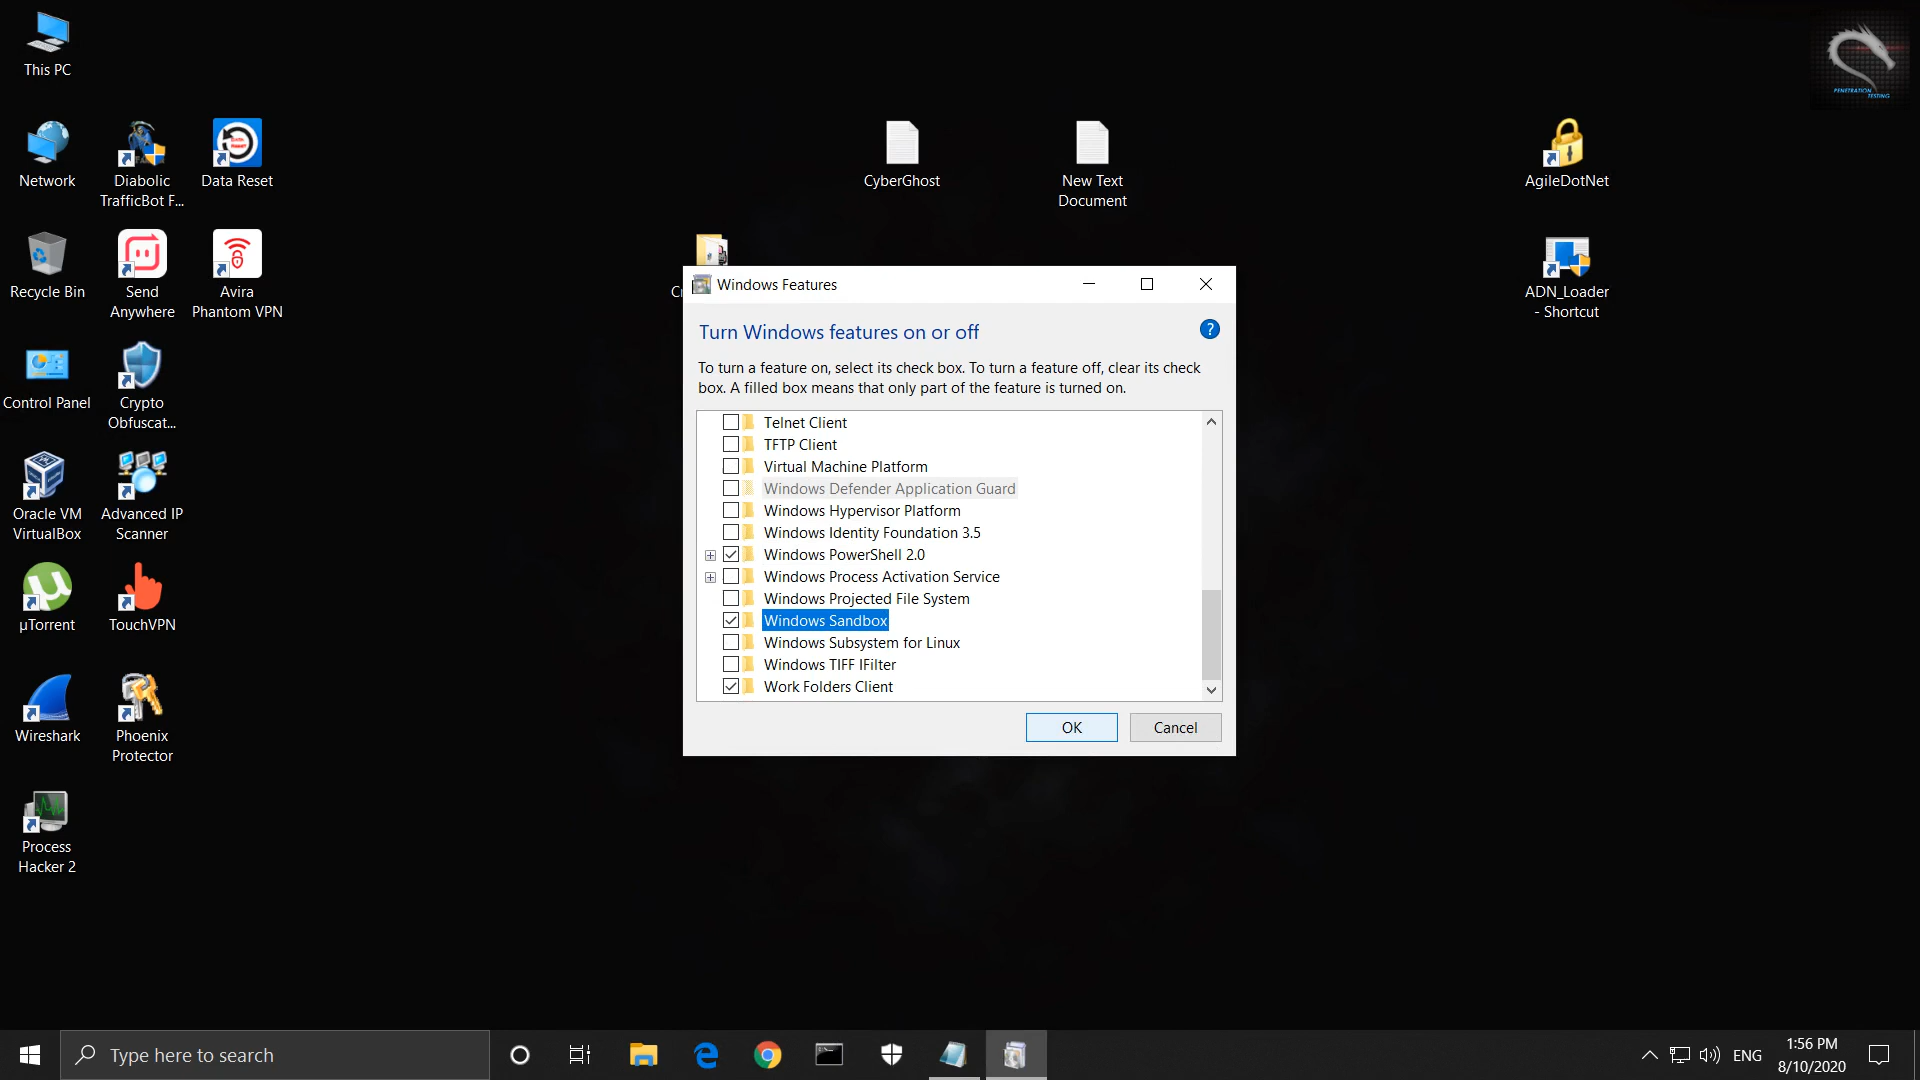 This PC
PENETRATION
TESTING
Network
Diabolic
TrafficBot F...
Data Reset
CyberGhost
New Text
Document
AgileDotNet
Recycle Bin
Send
Anywhere
Avira
Phantom VPN
ADN_Loader
- Shortcut
Control Panel
Crypto
Obfuscat...
Oracle VM
VirtualBox
Advanced IP
Scanner
µTorrent
TouchVPN
Wireshark
Phoenix
Protector
Process
Hacker 2
Windows Features
Turn Windows features on or off
To turn a feature on, select its check box. To turn a feature off, clear its check
box. A filled box means that only part of the feature is turned on.
Telnet Client
TFTP Client
Virtual Machine Platform
Windows Defender Application Guard
Windows Hypervisor Platform
Windows Identity Foundation 3.5
Windows PowerShell 2.0
Windows Process Activation Service
Windows Projected File System
Windows Sandbox
Windows Subsystem for Linux
Windows TIFF IFilter
Work Folders Client
OK
Cancel
Type here to search
ENG
1:56 PM
8/10/2020